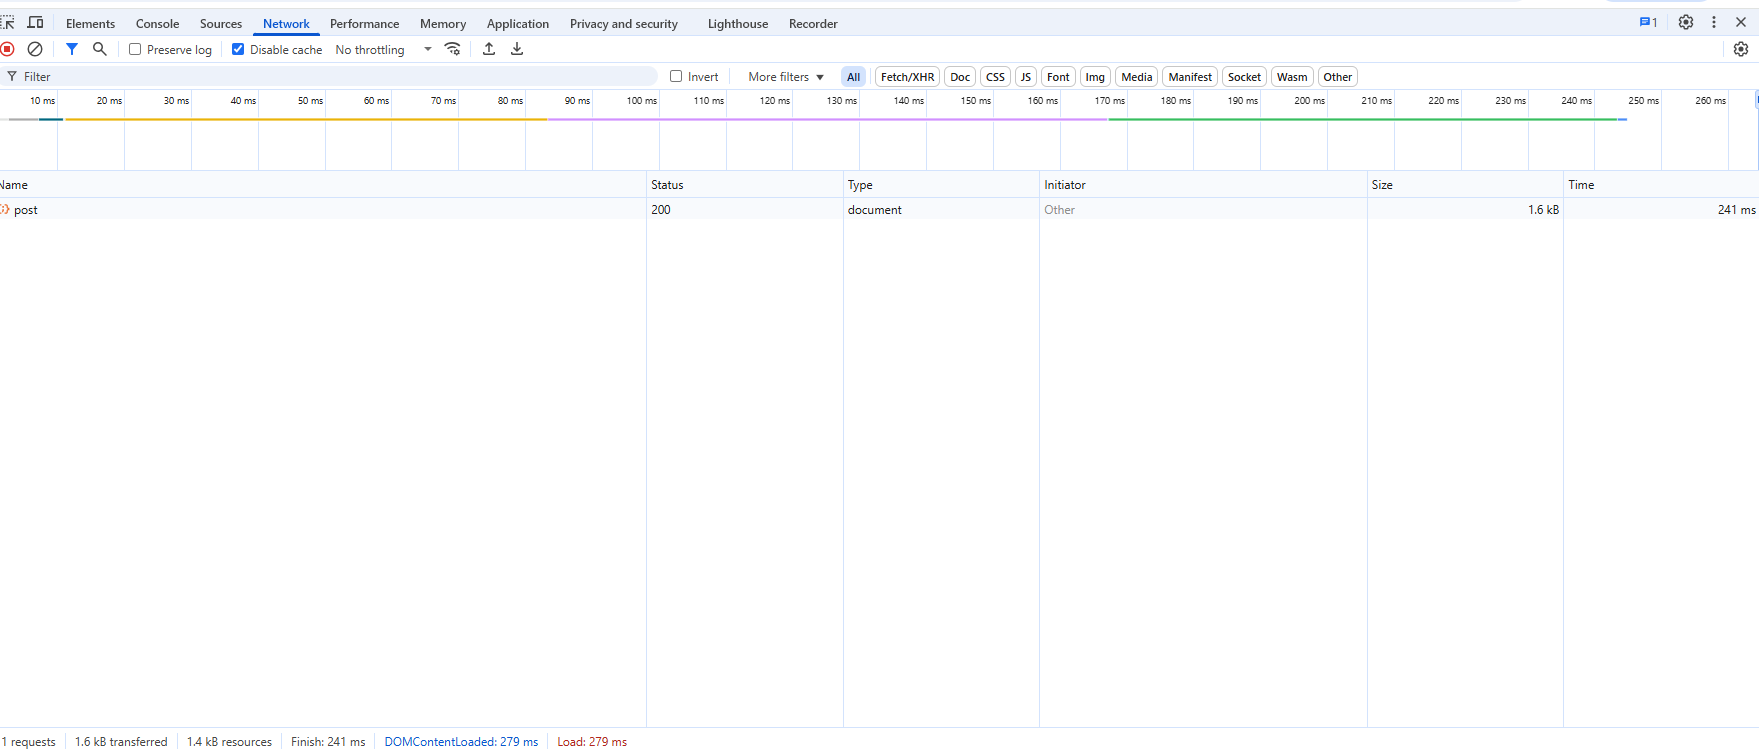 Elements Console Sources Network Performance Memory Application Privacy and security Lighthouse Recorder 1
Preserve log Disable cache No throttling
Filter Invert More filters All Fetch/XHR Doc CSS JS Font Img Media Manifest Socket Wasm Other
10 ms 20 ms 30 ms 40 ms 50 ms 60 ms 70 ms 80 ms 90 ms 100 ms 110 ms 120 ms 130 ms 140 ms 150 ms 160 ms 170 ms 180 ms 190 ms 200 ms 210 ms 220 ms 230 ms 240 ms 250 ms 260 ms
Name Status Type Initiator Size Time
post 200 document Other 1.6 kB 241 ms
1 requests 1.6 kB transferred 1.4 kB resources Finish: 241 ms DOMContentLoaded: 279 ms Load: 279 ms